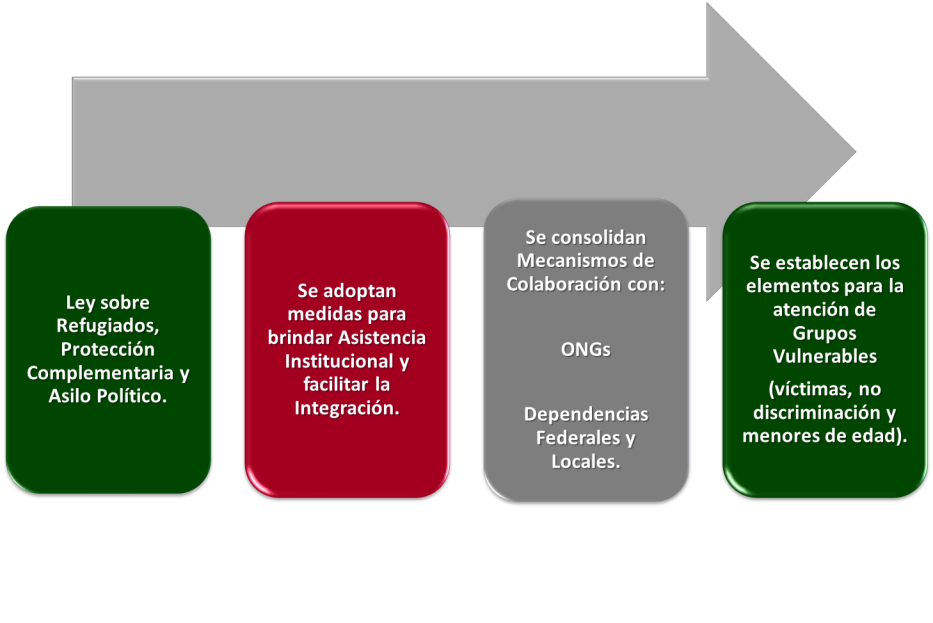 Ley sobre
Refugiados,
Protección
Complementaria y
Asilo Político.
Se adoptan
medidas para
brindar Asistencia
Institucional y
facilitar la
Integración.
Se consolidan
Mecanismos de
Colaboración con:
ONGs
Dependencias
Federales y
Locales.
Se establecen los
elementos para la
atención de
Grupos
Vulnerables
(víctimas, no
discriminación y
menores de edad).